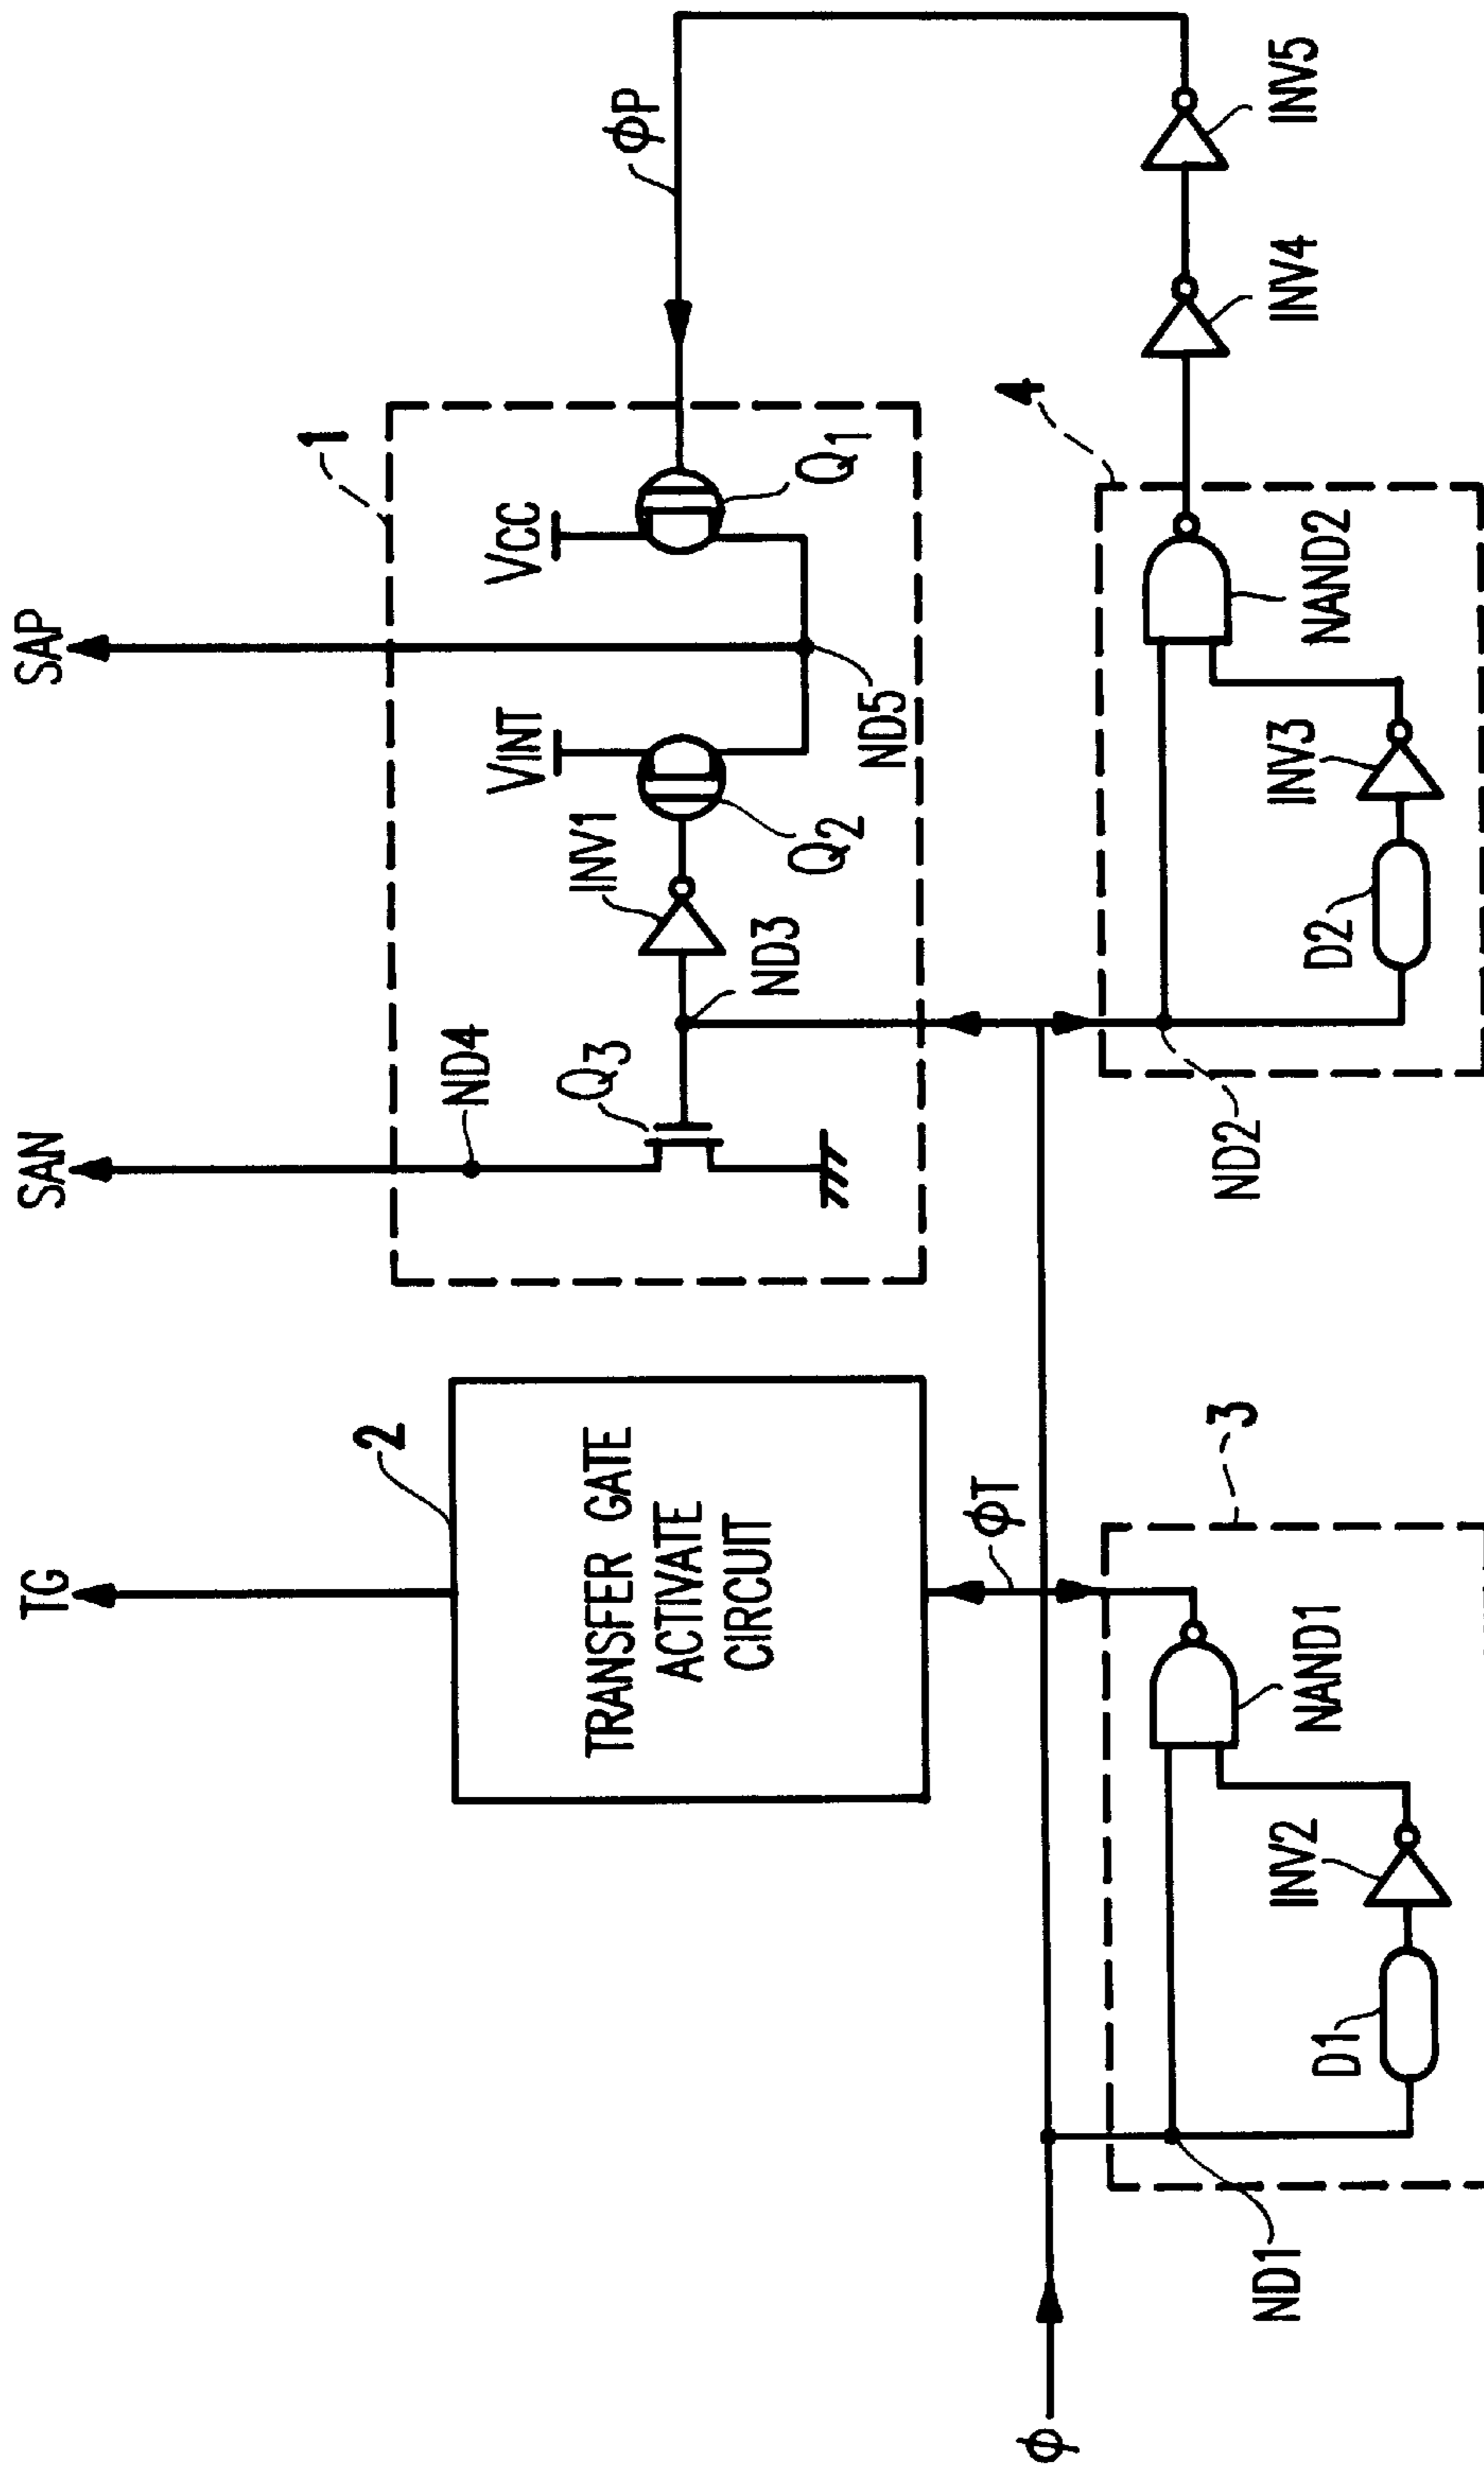 TG
SAN
SAP
2
TRANSFER GATE
ACTIVATE
CIRCUIT
1
ND4
Q3
INV1
VINT
VCC
Q2
Q1
ND3
ND5
ϕP
ϕT
ϕ
3
ND1
D1
INV2
NAND1
4
ND2
D2
INV3
NAND2
INV4
INV5